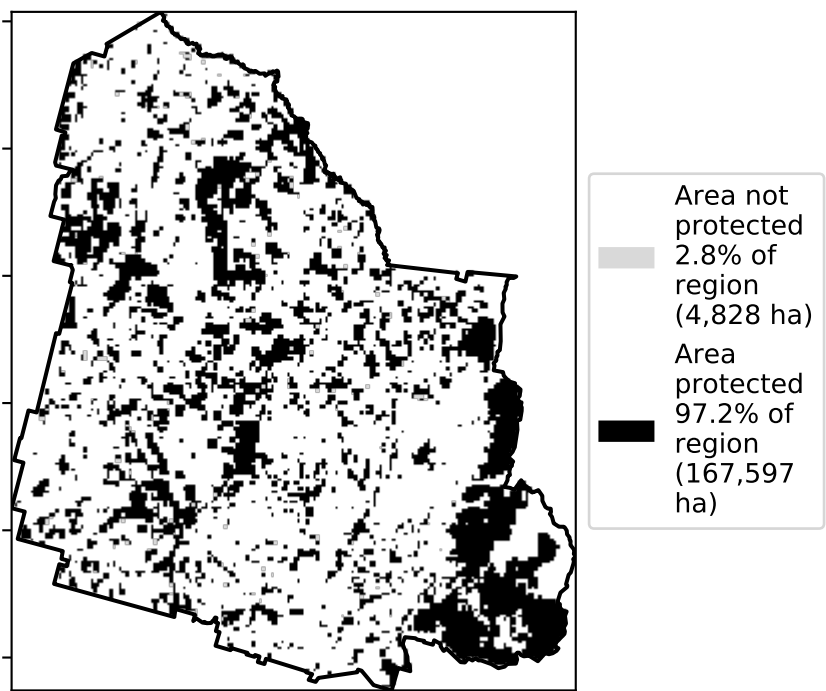 Area not
protected
2.8% of
region
(4,828 ha)
Area
protected
97.2% of
region
(167,597
ha)